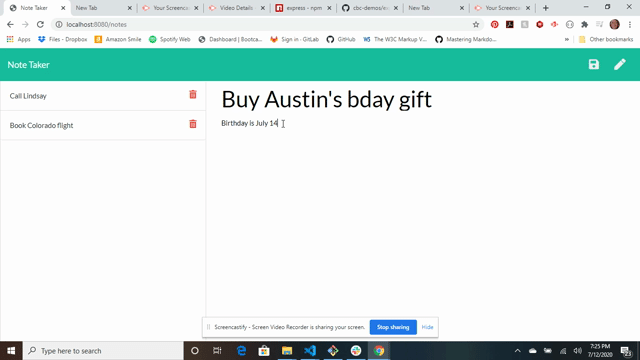 Note Taker
New Tab
Your Screenc
Video Details
express - npm
cbc-demos/ex
New Tab
Your Screenc
localhost:8080/notes
Apps
Files - Dropbox
Amazon Smile
Spotify Web
Dashboard | Bootca...
Sign in · GitLab
GitHub
The W3C Markup V...
Mastering Markdo...
Other bookmarks
Note Taker
Call Lindsay
Book Colorado flight
Buy Austin's bday gift
Birthday is July 14
Screencastify - Screen Video Recorder is sharing your screen.
Stop sharing
Hide
Type here to search
7:25 PM
7/12/2020